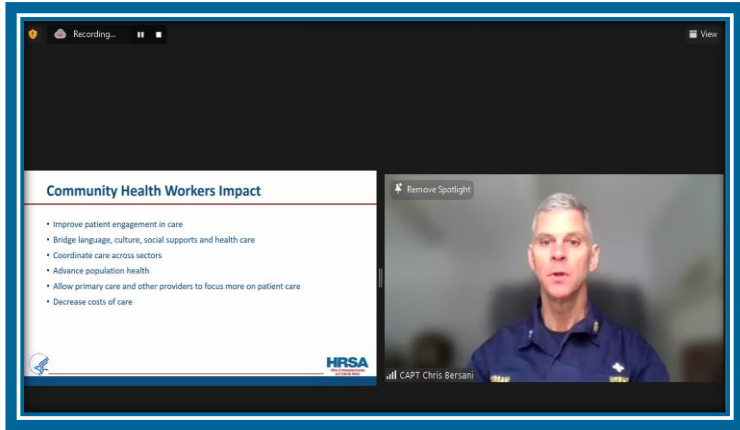 Recording...
View
Community Health Workers Impact
• Improve patient engagement in care
• Bridge language, culture, social supports and health care
• Coordinate care across sectors
• Advance population health
• Allow primary care and other providers to focus more on patient care
• Decrease costs of care
HRSA
Remove Spotlight
CAPT Chris Bersani